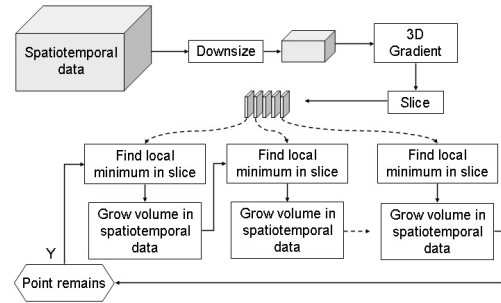 Spatiotemporal
data
Downsize
3D
Gradient
Slice
Find local
minimum in slice
Find local
minimum in slice
Find local
minimum in slice
Grow volume in
spatiotemporal
data
Grow volume in
spatiotemporal
data
Grow volume in
spatiotemporal
data
Y
Point remains